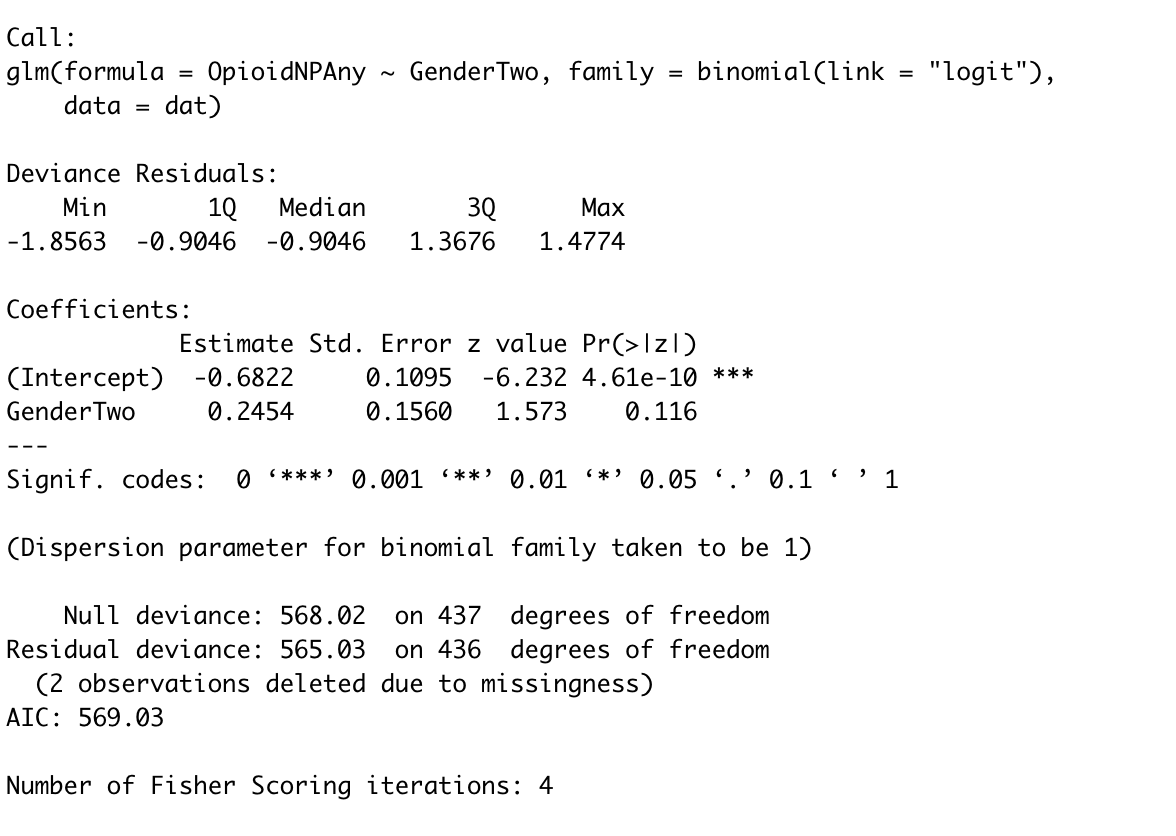 Call:
glm(formula = OpioidNPAny ~ GenderTwo, family = binomial(link = "logit"),
    data = dat)

Deviance Residuals:
    Min       1Q   Median       3Q      Max
-1.8563  -0.9046  -0.9046   1.3676   1.4774

Coefficients:
            Estimate Std. Error z value Pr(>|z|)
(Intercept)  -0.6822     0.1095  -6.232 4.61e-10 ***
GenderTwo     0.2454     0.1560   1.573    0.116
---
Signif. codes:  0 ‘***’ 0.001 ‘**’ 0.01 ‘*’ 0.05 ‘.’ 0.1 ‘ ’ 1

(Dispersion parameter for binomial family taken to be 1)

    Null deviance: 568.02  on 437  degrees of freedom
Residual deviance: 565.03  on 436  degrees of freedom
  (2 observations deleted due to missingness)
AIC: 569.03

Number of Fisher Scoring iterations: 4